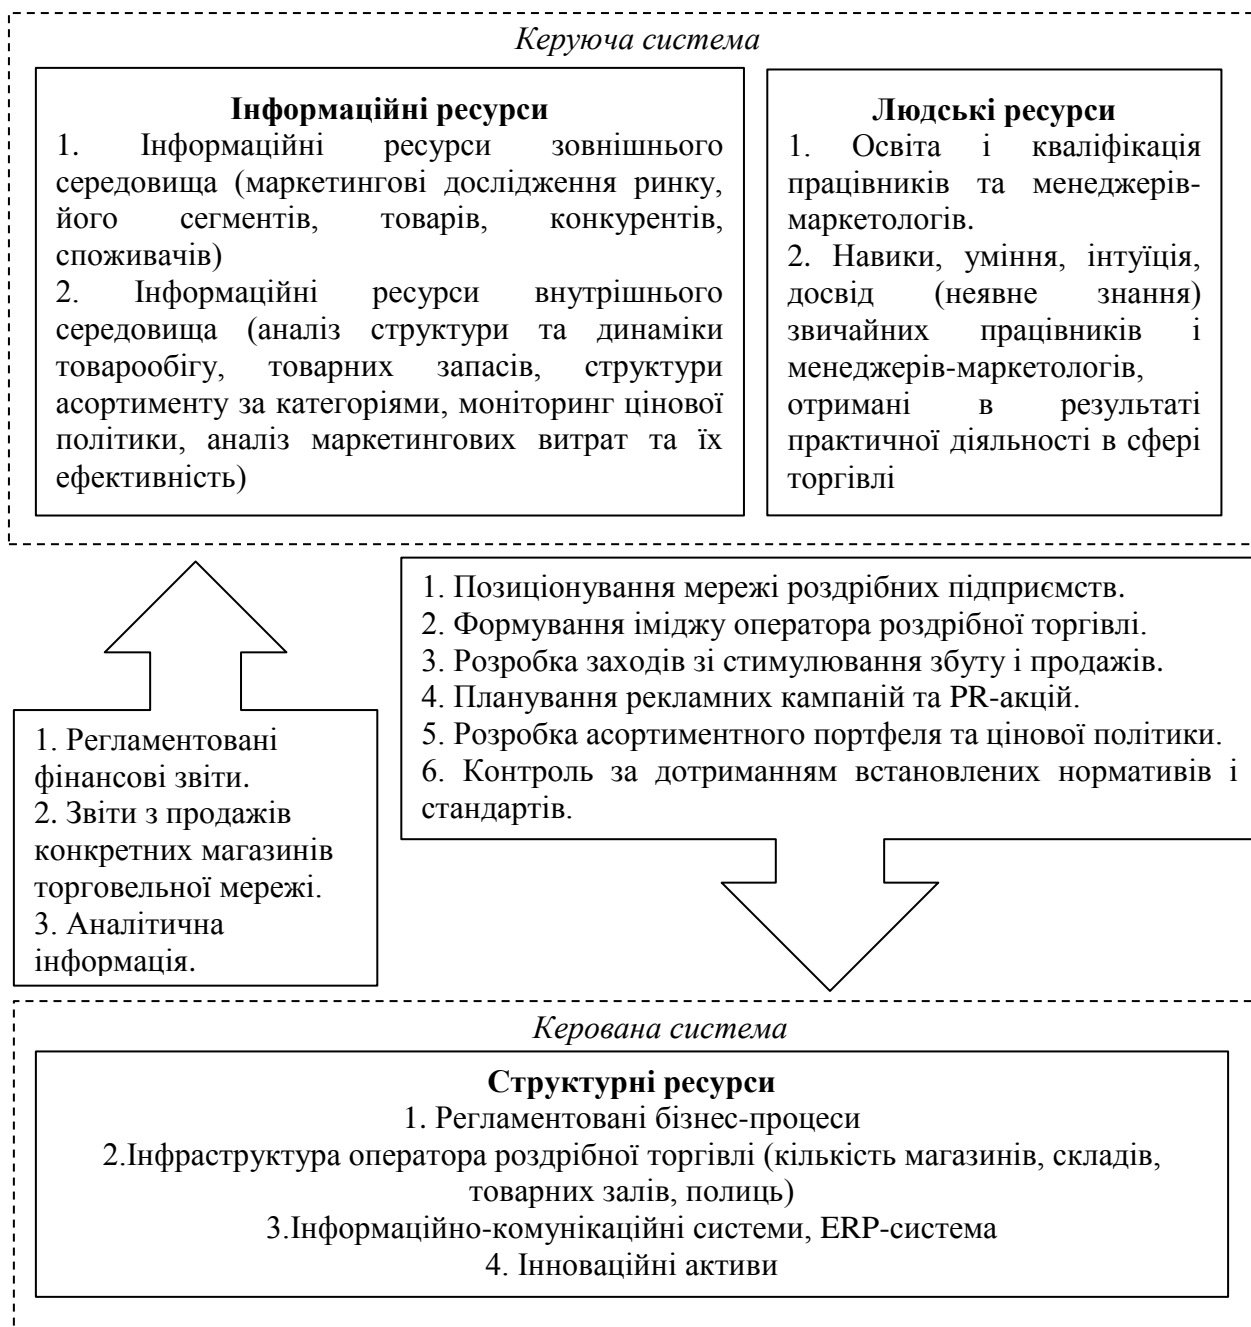 Керуюча система
Інформаційні ресурси
1. Інформаційні ресурси зовнішнього
середовища (маркетингові дослідження ринку,
його сегментів, товарів, конкурентів,
споживачів)
2. Інформаційні ресурси внутрішнього
середовища (аналіз структури та динаміки
товарообігу, товарних запасів, структури
асортименту за категоріями, моніторинг цінової
політики, аналіз маркетингових витрат та їх
ефективність)
Людські ресурси
1. Освіта і кваліфікація
працівників та менеджерів-
маркетологів.
2. Навики, уміння, інтуїція,
досвід (неявне знання)
звичайних працівників і
менеджерів-маркетологів,
отримані в результаті
практичної діяльності в сфері
торгівлі
1. Позиціонування мережі роздрібних підприємств.
2. Формування іміджу оператора роздрібної торгівлі.
3. Розробка заходів зі стимулювання збуту і продажів.
4. Планування рекламних кампаній та PR-акцій.
5. Розробка асортиментного портфеля та цінової політики.
6. Контроль за дотриманням встановлених нормативів і
стандартів.
1. Регламентовані
фінансові звіти.
2. Звіти з продажів
конкретних магазинів
торговельної мережі.
3. Аналітична
інформація.
Керована система
Структурні ресурси
1. Регламентовані бізнес-процеси
2.Інфраструктура оператора роздрібної торгівлі (кількість магазинів, складів,
товарних залів, полиць)
3.Інформаційно-комунікаційні системи, ERP-система
4. Інноваційні активи